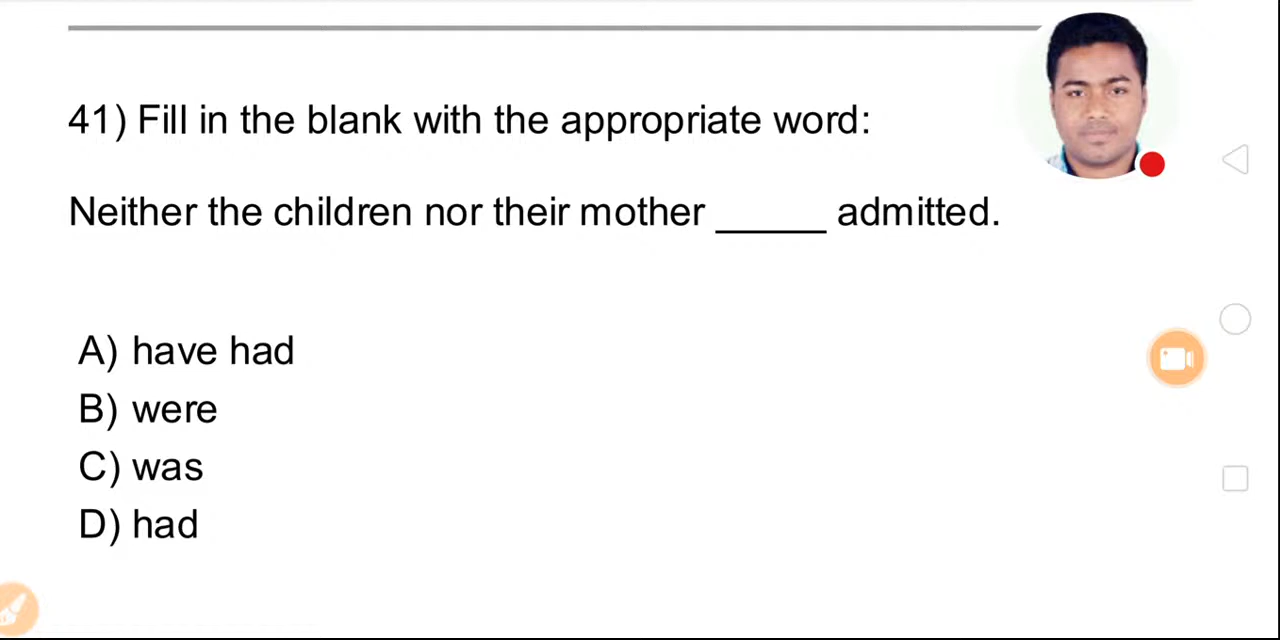 41) Fill in the blank with the appropriate word:
Neither the children nor their mother _____ admitted.
A) have had
B) were
C) was
D) had